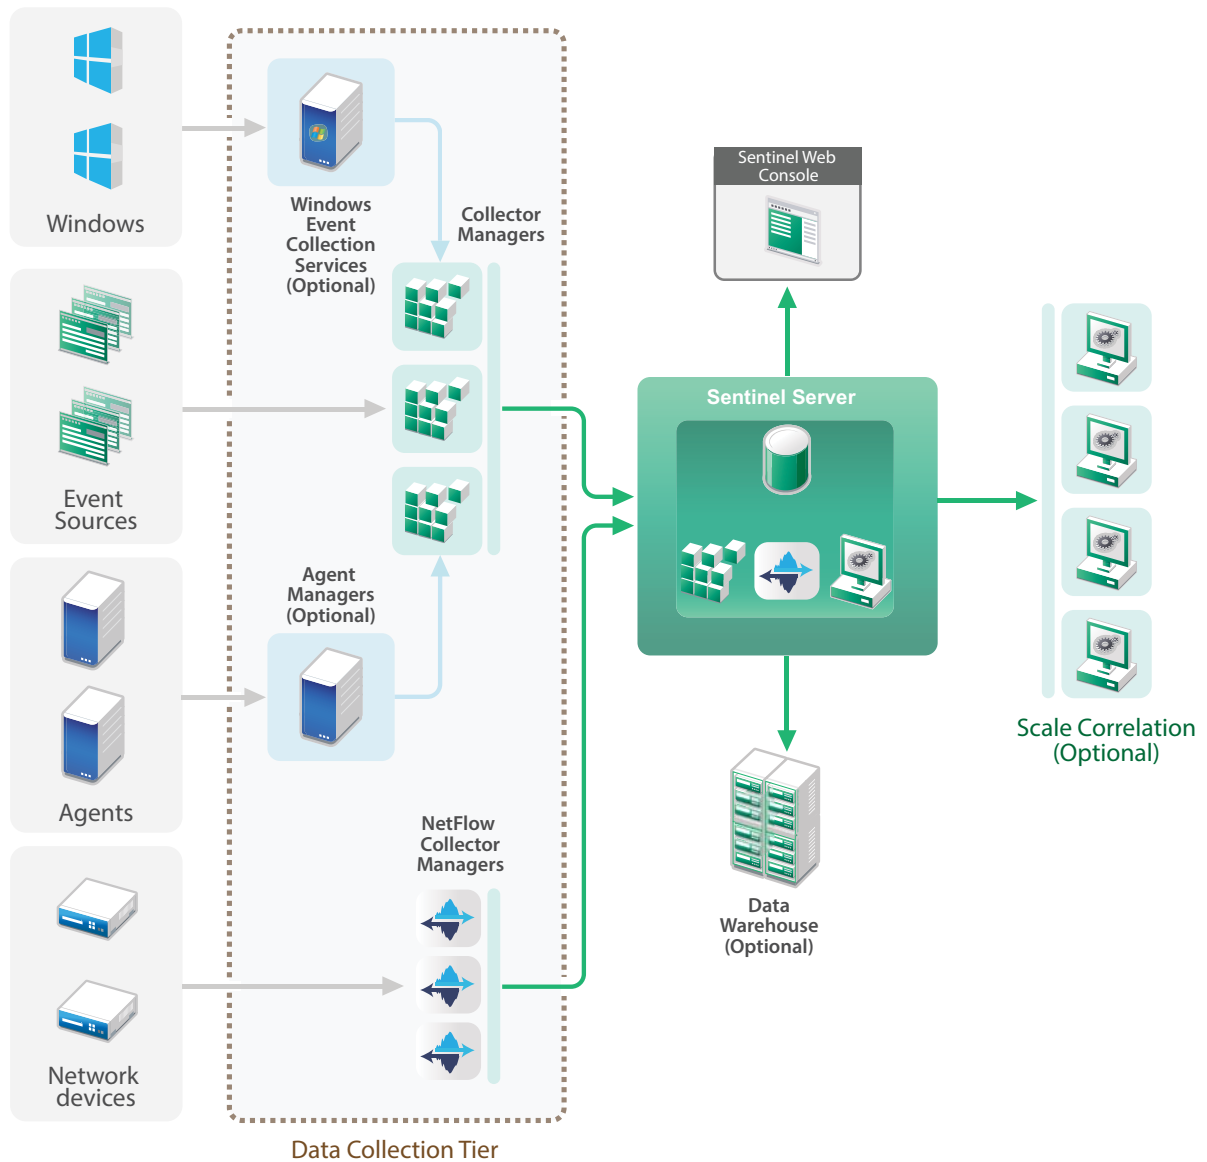 Windows
Event
Sources
Agents
Network
devices
Windows
Event
Collection
Services
(Optional)
Collector
Managers
Agent
Managers
(Optional)
NetFlow
Collector
Managers
Data Collection Tier
Sentinel Web
Console
Sentinel Server
Data
Warehouse
(Optional)
Scale Correlation
(Optional)